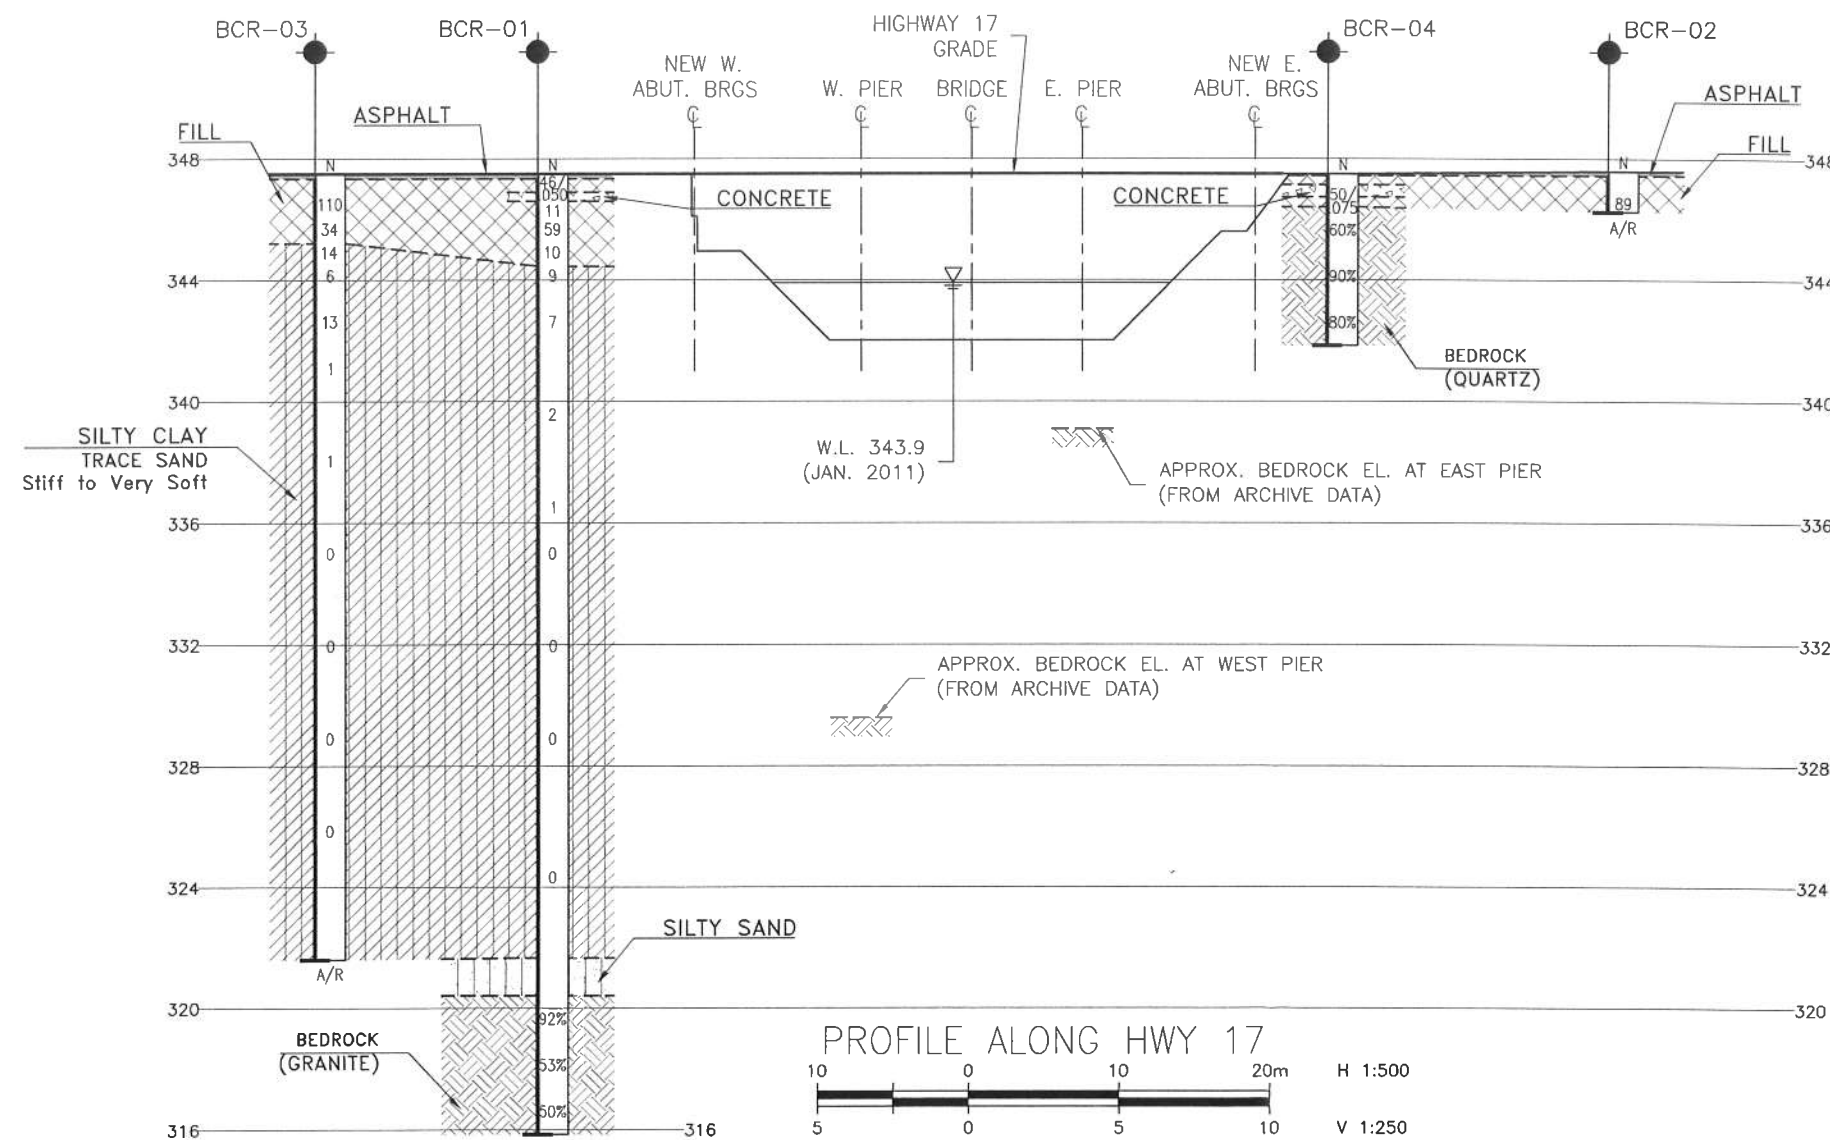 BCR-03
BCR-01
HIGHWAY 17
GRADE
BCR-04
BCR-02
NEW W.
ABUT. BRGS
W. PIER
BRIDGE
E. PIER
NEW E.
ABUT. BRGS
ASPHALT
FILL
ASPHALT
FILL
CONCRETE
CONCRETE
348
348
344
344
340
340
336
336
332
332
328
328
324
324
320
320
316
316
N
110
34
14
6
13
1
1
0
0
0
0
A/R
N
46/
050
11
59
10
9
7
2
1
0
0
0
0
92%
53%
50%
N
50/
075
60%
90%
80%
N
89
A/R
BEDROCK
(QUARTZ)
SILTY CLAY
TRACE SAND
Stiff to Very Soft
W.L. 343.9
(JAN. 2011)
APPROX. BEDROCK EL. AT EAST PIER
(FROM ARCHIVE DATA)
APPROX. BEDROCK EL. AT WEST PIER
(FROM ARCHIVE DATA)
SILTY SAND
BEDROCK
(GRANITE)
PROFILE ALONG HWY 17
10 0 10 20m H 1:500
5 0 5 10 V 1:250